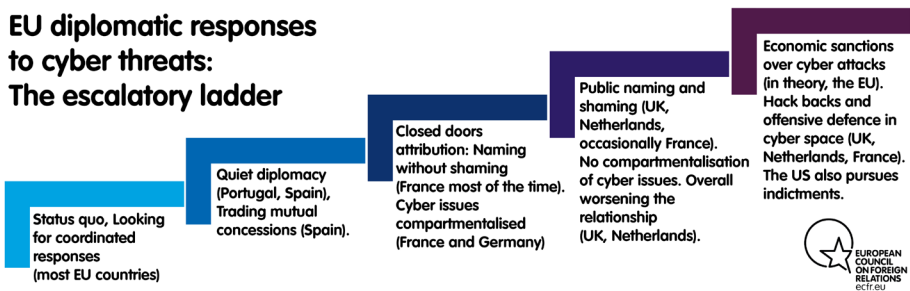 EU diplomatic responses
to cyber threats:
The escalatory ladder
Status quo, Looking
for coordinated
responses
(most EU countries)
Quiet diplomacy
(Portugal, Spain),
Trading mutual
concessions (Spain).
Closed doors
attribution: Naming
without shaming
(France most of the time).
Cyber issues
compartmentalised
(France and Germany)
Public naming and
shaming (UK,
Netherlands,
occasionally France).
No compartmentalisation
of cyber issues. Overall
worsening the
relationship
(UK, Netherlands).
Economic sanctions
over cyber attacks
(in theory, the EU).
Hack backs and
offensive defence in
cyber space (UK,
Netherlands, France).
The US also pursues
indictments.
EUROPEAN
COUNCIL
ON FOREIGN
RELATIONS
ecfr.eu